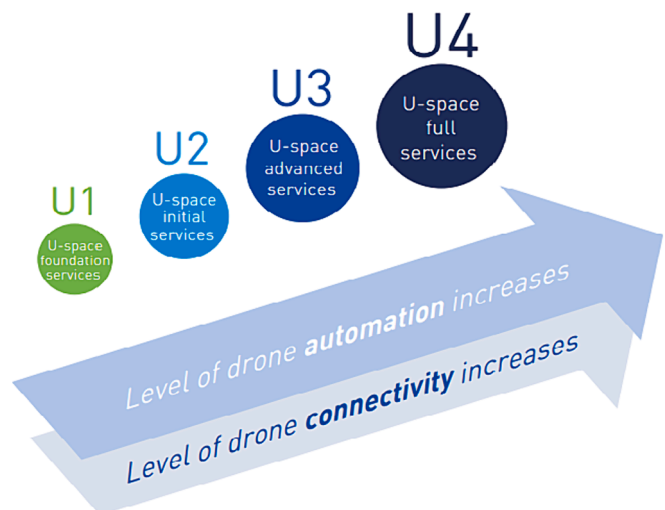 U1
U-space
foundation
services
U2
U-space
initial
services
U3
U-space
advanced
services
U4
U-space
full
services
Level of drone automation increases
Level of drone connectivity increases